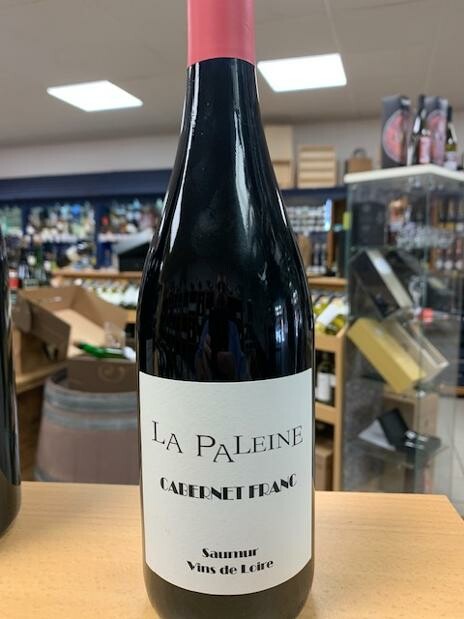 LA PALEINE
CABERNET FRANC
Saumur
Vins de Loire